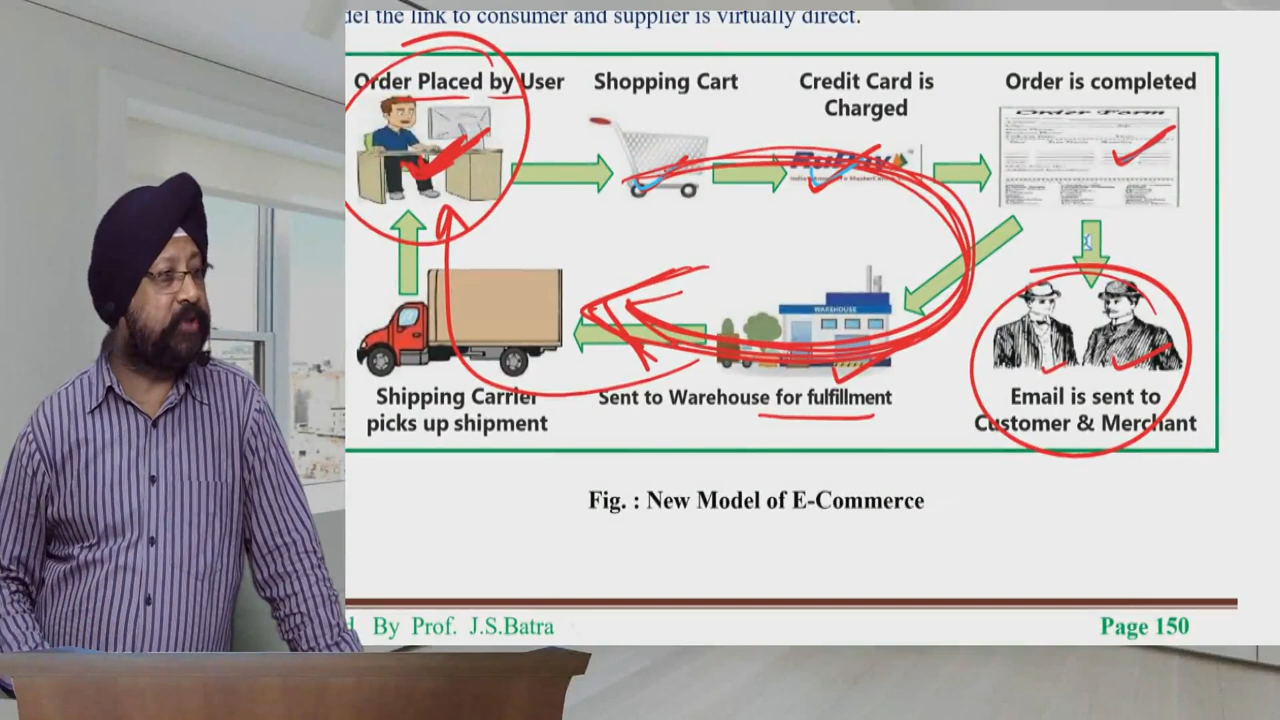 del the link to consumer and supplier is virtually direct.
Order Placed by User
Shopping Cart
Credit Card is
Charged
Order is completed
Order Form
WAREHOUSE
Shipping Carrier
picks up shipment
Sent to Warehouse for fulfillment
Email is sent to
Customer & Merchant
Fig. : New Model of E-Commerce
By Prof. J.S.Batra
Page 150